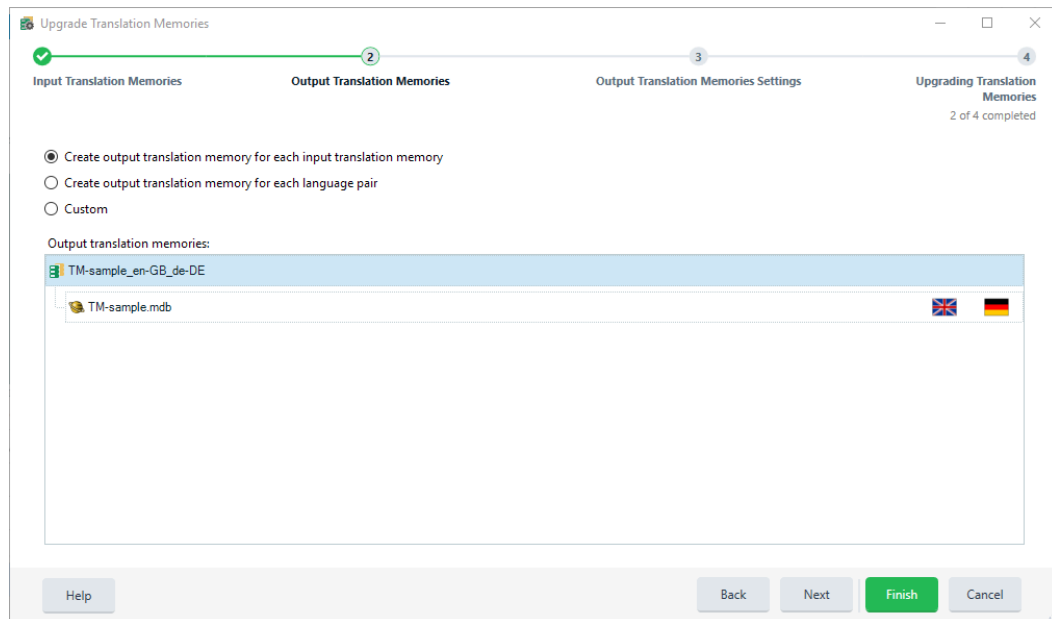 Upgrade Translation Memories
2
3
4
Input Translation Memories
Output Translation Memories
Output Translation Memories Settings
Upgrading Translation
Memories
2 of 4 completed
Create output translation memory for each input translation memory
Create output translation memory for each language pair
Custom
Output translation memories:
TM-sample_en-GB_de-DE
TM-sample.mdb
Help
Back
Next
Finish
Cancel